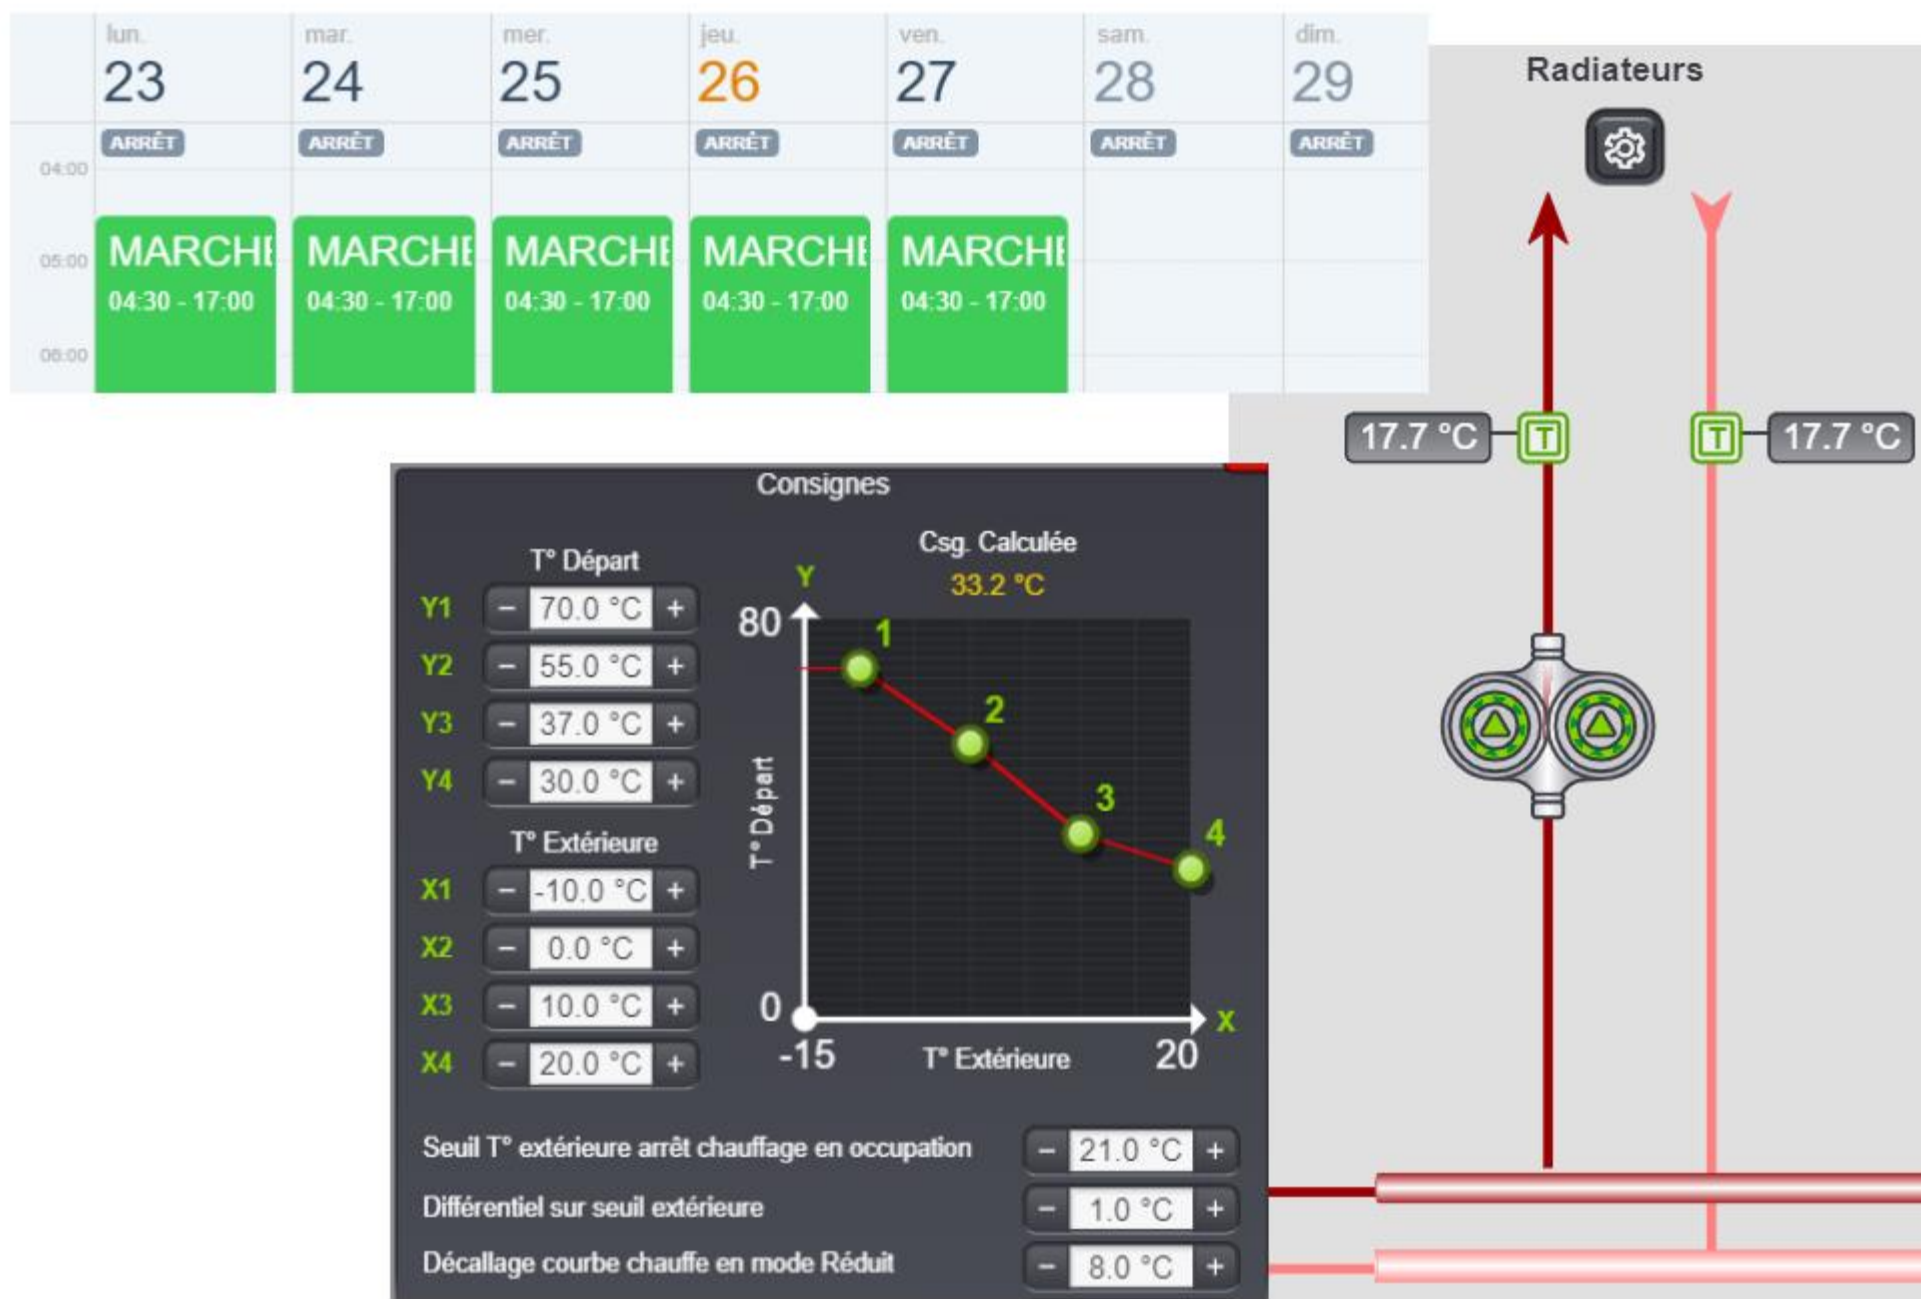 lun. mar. mer. jeu. ven. sam. dim.
23 24 25 26 27 28 29
ARRÊT ARRÊT ARRÊT ARRÊT ARRÊT ARRÊT ARRÊT
04:00
MARCHE MARCHE MARCHE MARCHE MARCHE
05:00
04:30 - 17:00 04:30 - 17:00 04:30 - 17:00 04:30 - 17:00 04:30 - 17:00
06:00
Radiateurs
17.7 °C T T 17.7 °C
Consignes
T° Départ
Y1 - 70.0 °C +
Y2 - 55.0 °C +
Y3 - 37.0 °C +
Y4 - 30.0 °C +
T° Extérieure
X1 - -10.0 °C +
X2 - 0.0 °C +
X3 - 10.0 °C +
X4 - 20.0 °C +
Csg. Calculée
33.2 °C
Y
80
1
2
3
4
T° Départ
0
X
-15 T° Extérieure 20
Seuil T° extérieure arrêt chauffage en occupation - 21.0 °C +
Différentiel sur seuil extérieure - 1.0 °C +
Décallage courbe chauffe en mode Réduit - 8.0 °C +